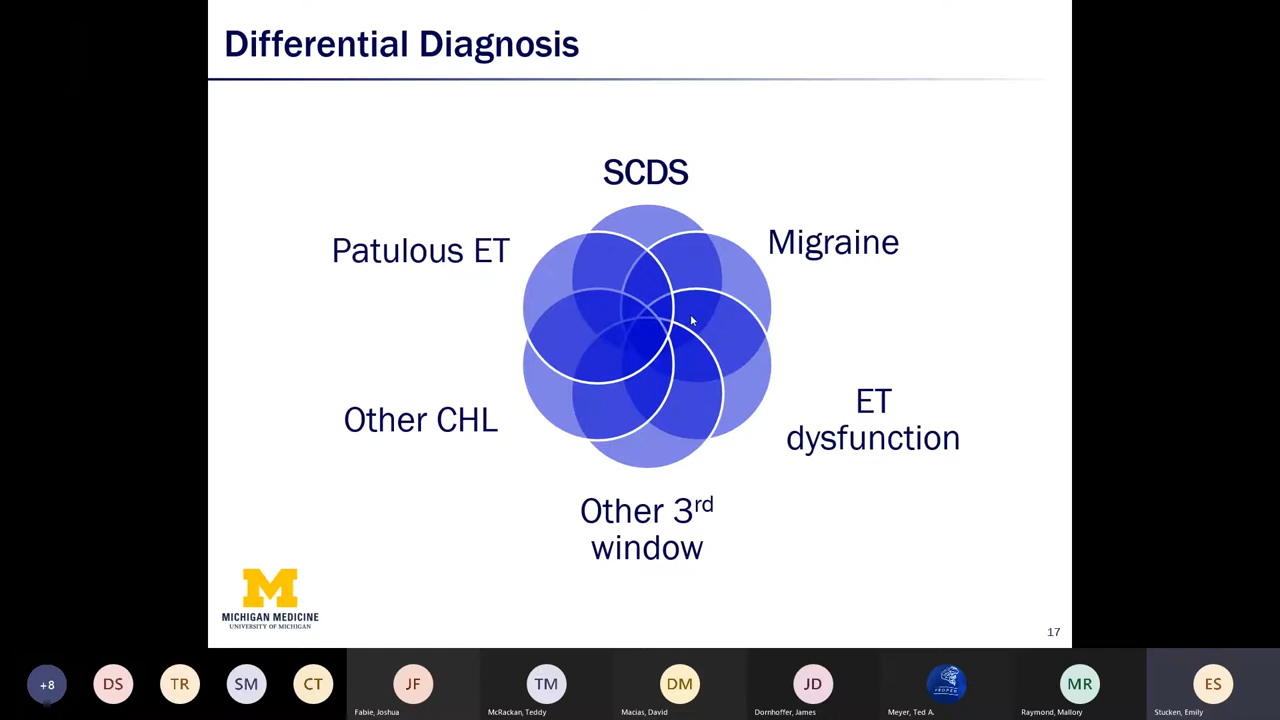 Differential Diagnosis
SCDS
Patulous ET
Migraine
Other CHL
ET
dysfunction
Other 3rd
window
M
MICHIGAN MEDICINE
UNIVERSITY OF MICHIGAN
17
+8
DS
TR
SM
CT
JF
TM
DM
JD
MR
ES
Fabie, Joshua
McRackan, Teddy
Macias, David
Dornhoffer, James
Meyer, Ted A.
Raymond, Mallory
Stucken, Emily